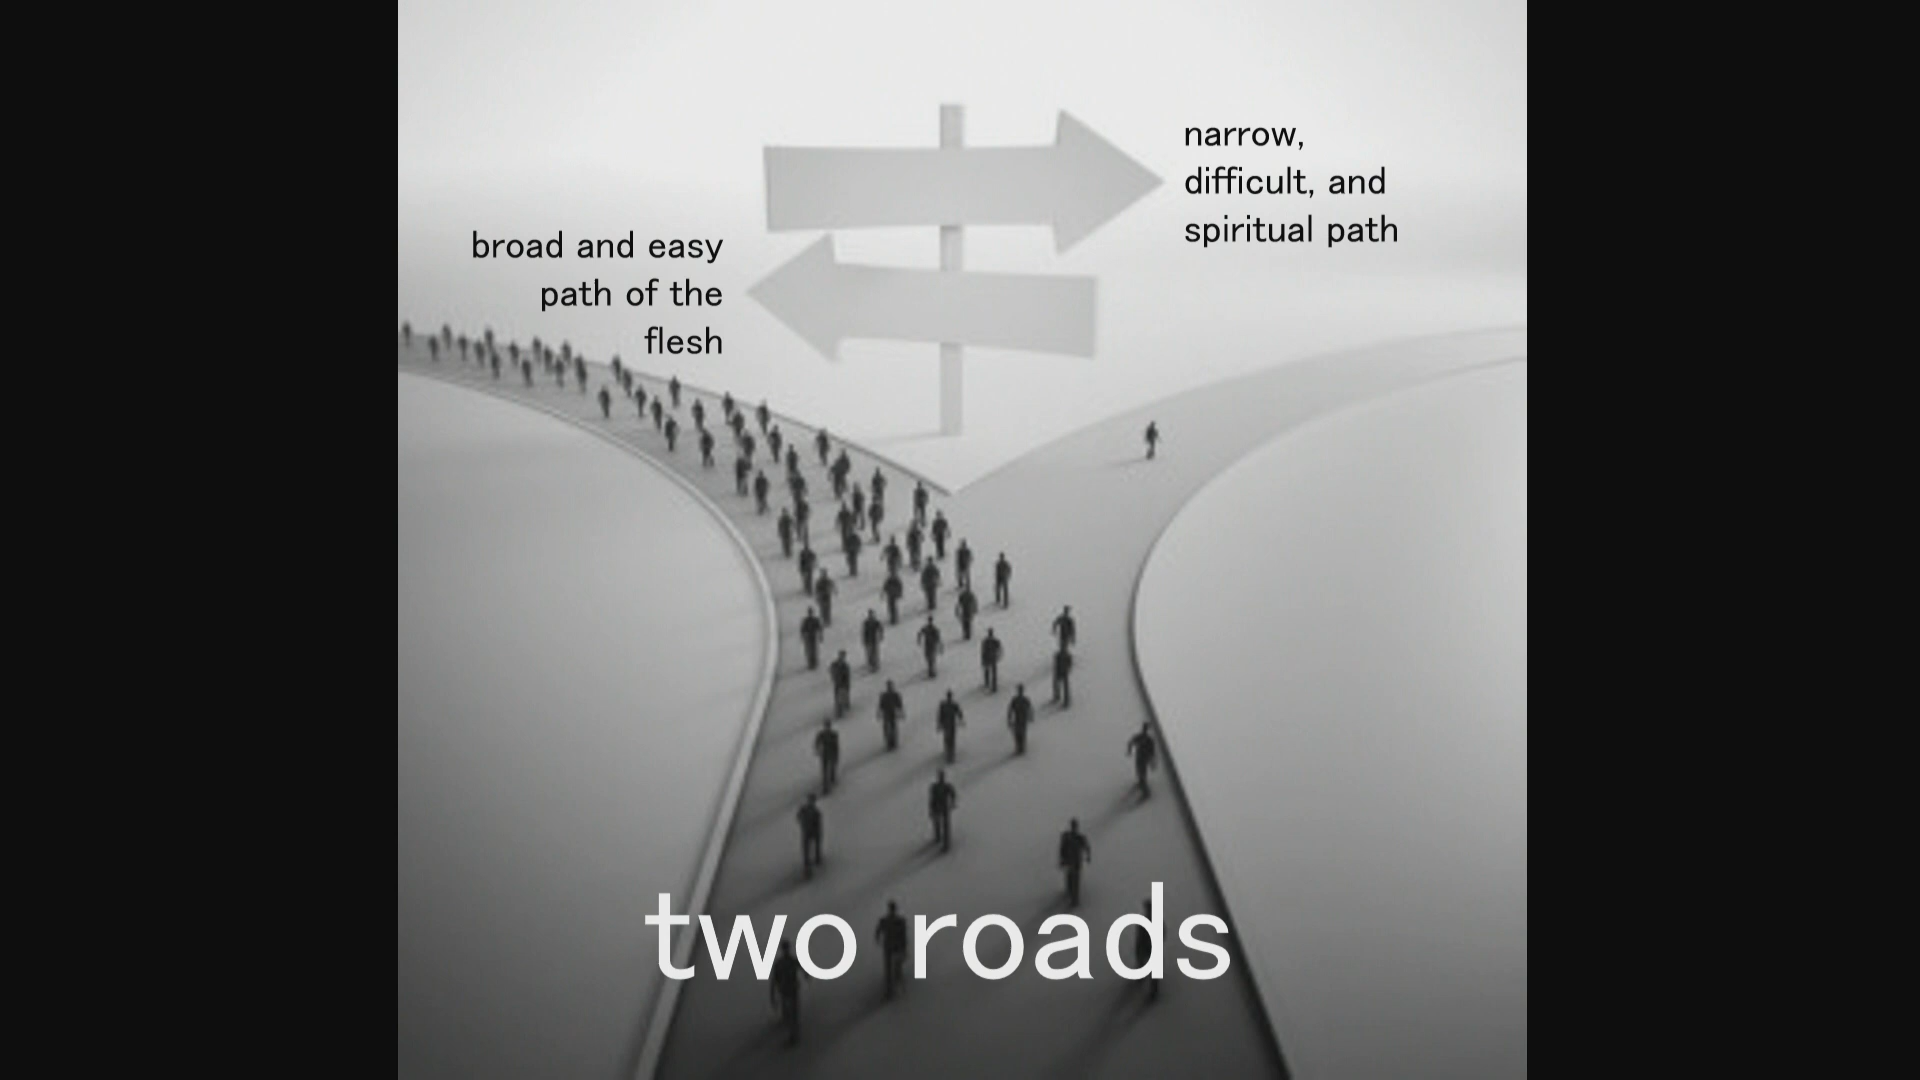 narrow,
difficult, and
spiritual path
broad and easy
path of the
flesh
two roads